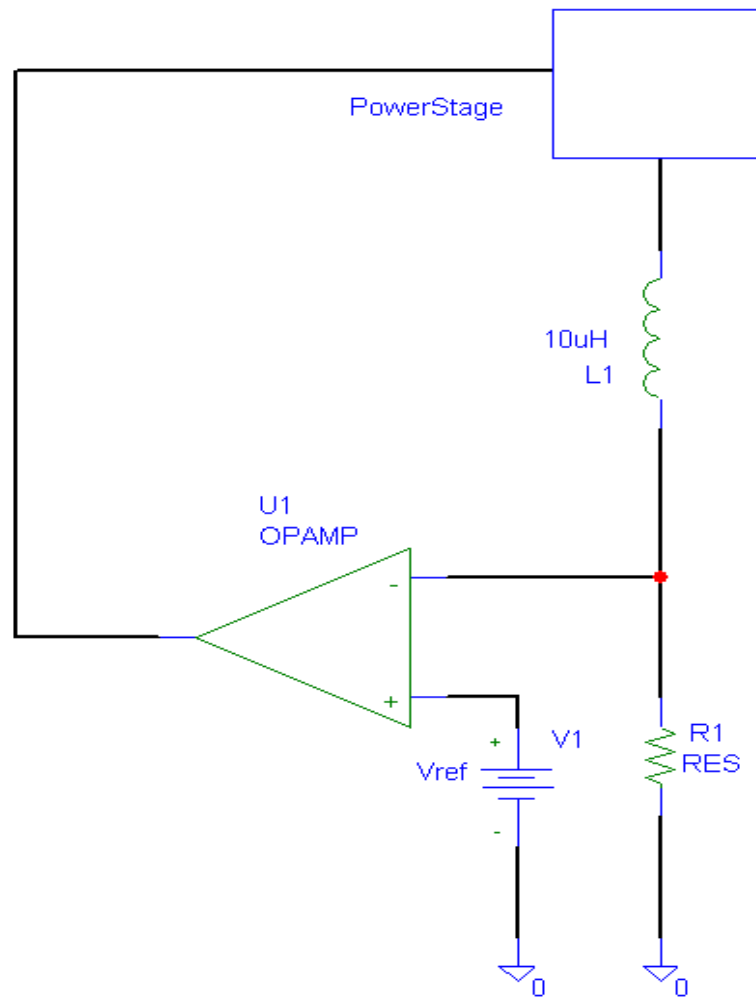 PowerStage
10uH
L1
U1
OPAMP
-
+
+
V1
Vref
-
R1
RES
0
0